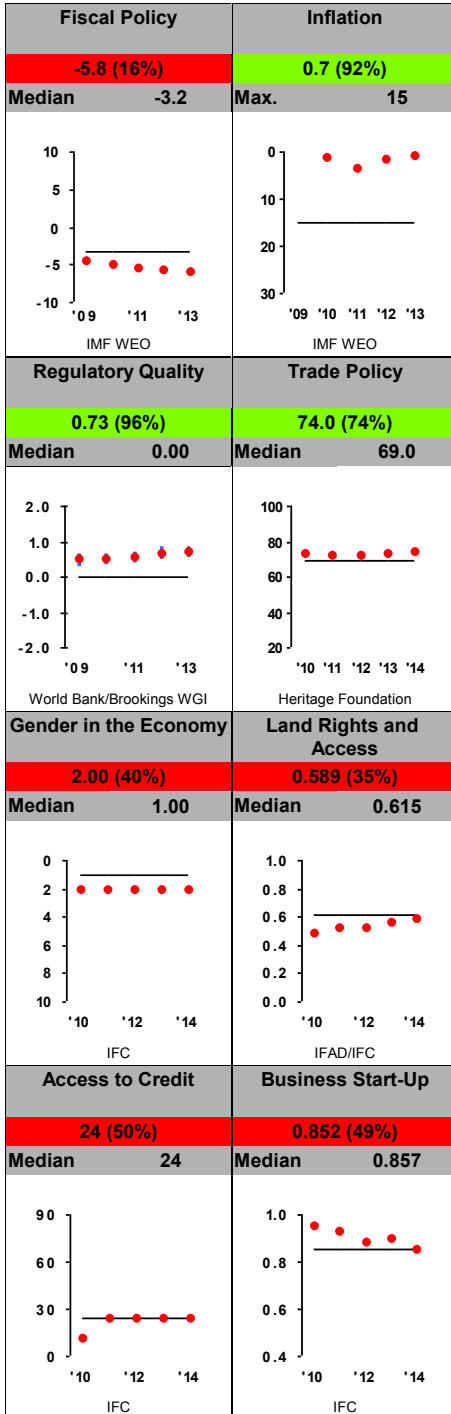 Fiscal Policy
-5.8 (16%)
Median -3.2
10
5
0
-5
-10
'09 '11 '13
IMF WEO
Inflation
0.7 (92%)
Max. 15
0
10
20
30
'09 '10 '11 '12 '13
IMF WEO
Regulatory Quality
0.73 (96%)
Median 0.00
2.0
1.0
0.0
-1.0
-2.0
'09 '11 '13
World Bank/Brookings WGI
Trade Policy
74.0 (74%)
Median 69.0
100
80
60
40
20
'10 '11 '12 '13 '14
Heritage Foundation
Gender in the Economy
2.00 (40%)
Median 1.00
0
2
4
6
8
10
'10 '12 '14
IFC
Land Rights and
Access
0.589 (35%)
Median 0.615
1.0
0.8
0.6
0.4
0.2
0.0
'10 '12 '14
IFAD/IFC
Access to Credit
24 (50%)
Median 24
90
60
30
0
'10 '12 '14
IFC
Business Start-Up
0.852 (49%)
Median 0.857
1.0
0.8
0.6
0.4
'10 '12 '14
IFC